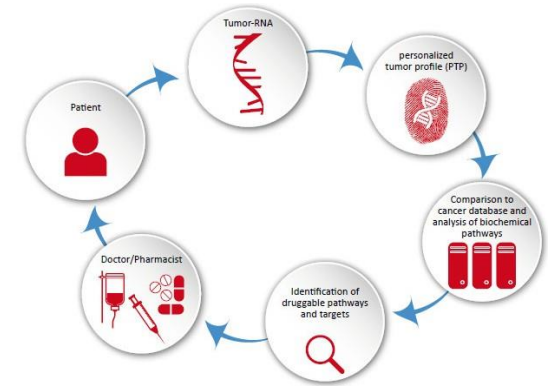 Tumor-RNA
personalized
tumor profile (PTP)
Comparison to
cancer database and
analysis of biochemical
pathways
Identification of
druggable pathways
and targets
Doctor/Pharmacist
Patient